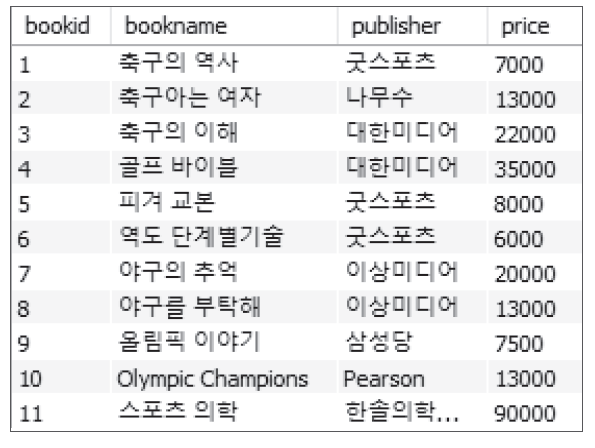 bookid bookname publisher price
1 축구의 역사 굿스포츠 7000
2 축구아는 여자 나무수 13000
3 축구의 이해 대한미디어 22000
4 골프 바이블 대한미디어 35000
5 피겨 교본 굿스포츠 8000
6 역도 단계별기술 굿스포츠 6000
7 야구의 추억 이상미디어 20000
8 야구를 부탁해 이상미디어 13000
9 올림픽 이야기 삼성당 7500
10 Olympic Champions Pearson 13000
11 스포츠 의학 한솔의학... 90000